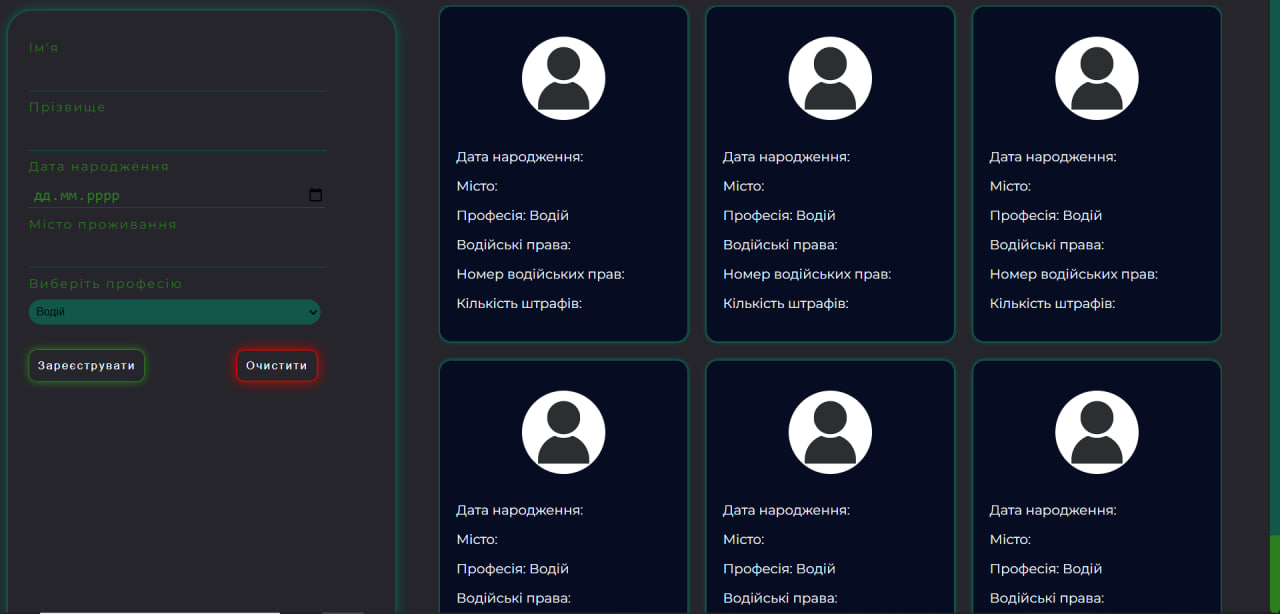 Ім'я
Прізвище
Дата народження
дд.мм.рррр
Місто проживання
Виберіть професію
Водій
Зареєструвати
Очистити
Дата народження:
Місто:
Професія: Водій
Водійські права:
Номер водійських прав:
Кількість штрафів:
Дата народження:
Місто:
Професія: Водій
Водійські права:
Номер водійських прав:
Кількість штрафів:
Дата народження:
Місто:
Професія: Водій
Водійські права:
Номер водійських прав:
Кількість штрафів:
Дата народження:
Місто:
Професія: Водій
Водійські права:
Дата народження:
Місто:
Професія: Водій
Водійські права:
Дата народження:
Місто:
Професія: Водій
Водійські права: